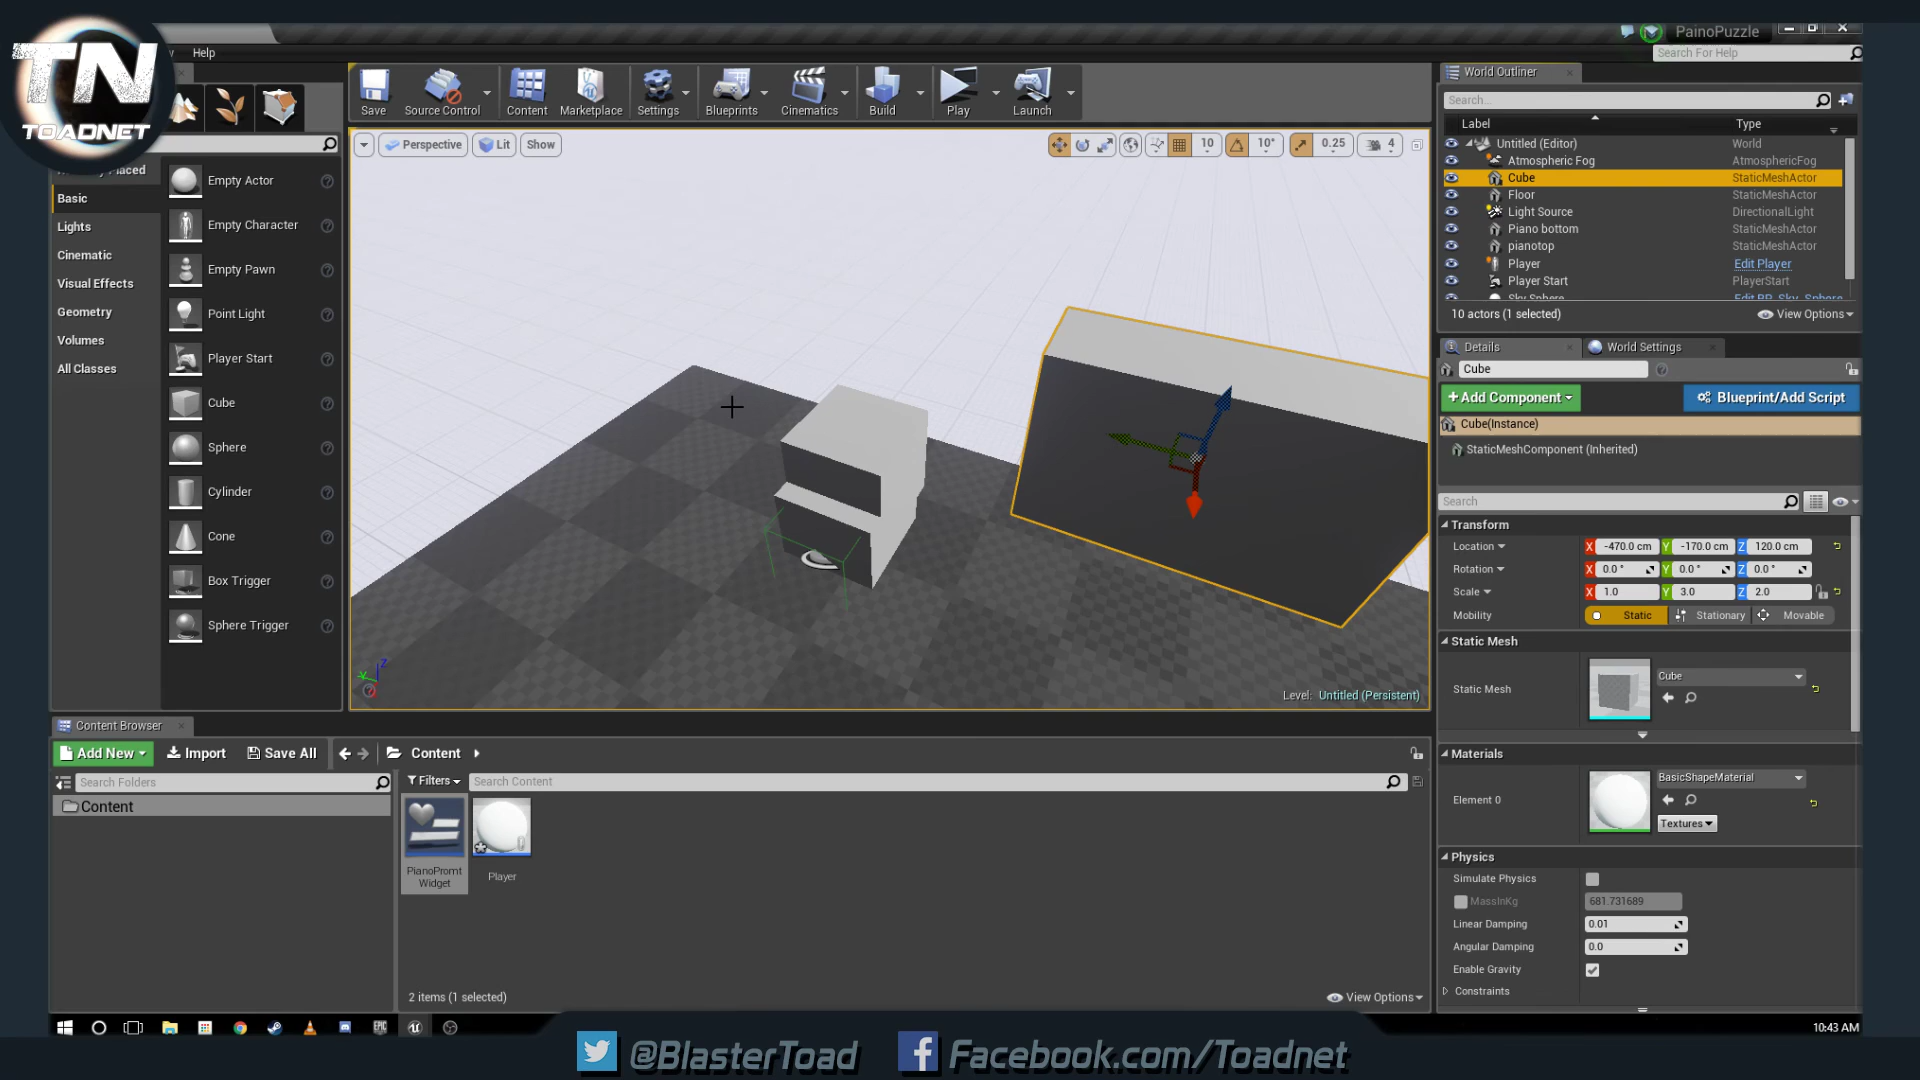 TN
TOADNET
Help
PainoPuzzle
Search For Help
Save
Source Control
Content
Marketplace
Settings
Blueprints
Cinematics
Build
Play
Launch
Perspective
Lit
Show
10
10°
0.25
4
Placed
Basic
Lights
Cinematic
Visual Effects
Geometry
Volumes
All Classes
Empty Actor
Empty Character
Empty Pawn
Point Light
Player Start
Cube
Sphere
Cylinder
Cone
Box Trigger
Sphere Trigger
Level: Untitled (Persistent)
World Outliner
Search...
Label Type
Untitled (Editor) World
Atmospheric Fog AtmosphericFog
Cube StaticMeshActor
Floor StaticMeshActor
Light Source DirectionalLight
Piano bottom StaticMeshActor
pianotop StaticMeshActor
Player Edit Player
Player Start PlayerStart
Sky Sphere Edit BP_Sky_Sphere
10 actors (1 selected) View Options
Details World Settings
Cube
+Add Component Blueprint/Add Script
Cube(Instance)
StaticMeshComponent (Inherited)
Search
Transform
Location X -470.0 cm Y -170.0 cm Z 120.0 cm
Rotation X 0.0 ° Y 0.0 ° Z 0.0 °
Scale X 1.0 Y 3.0 Z 2.0
Mobility Static Stationary Movable
Static Mesh
Static Mesh Cube
Materials
Element 0 BasicShapeMaterial
Textures
Physics
Simulate Physics
MassInKg 681.731689
Linear Damping 0.01
Angular Damping 0.0
Enable Gravity
Constraints
Content Browser
Add New Import Save All Content
Search Folders
Content
Filters Search Content
PianoPromt
Widget
Player
2 items (1 selected) View Options
EPIC
10:43 AM
@BlasterToad Facebook.com/Toadnet